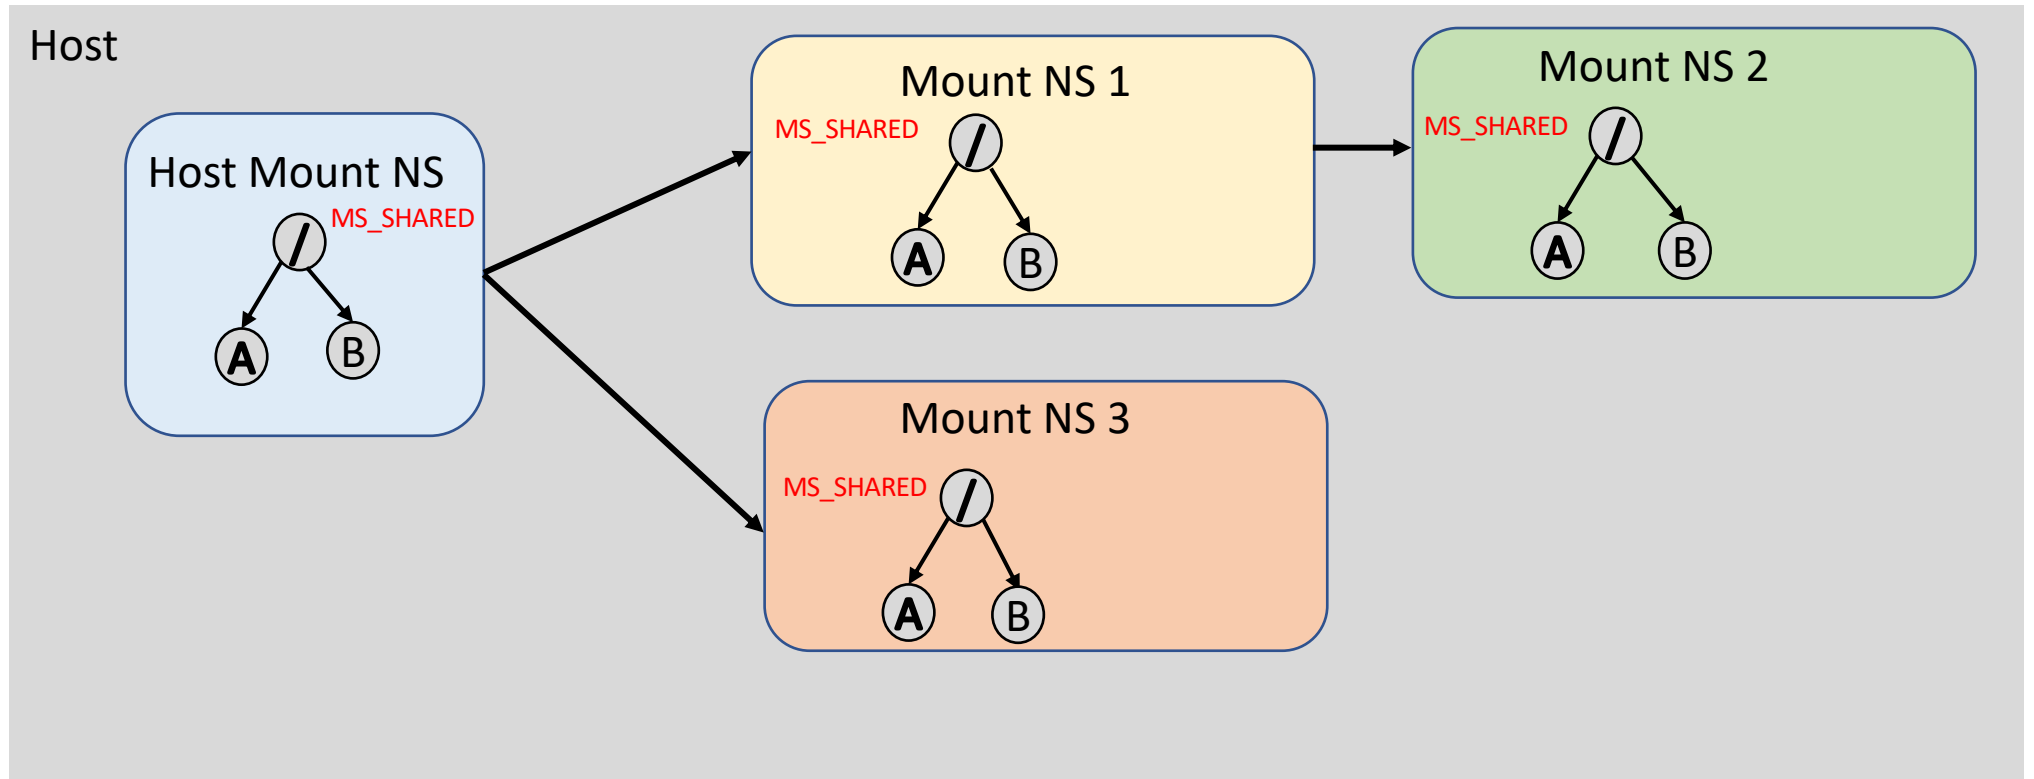 Host
Host Mount NS
MS_SHARED
/
A
B
Mount NS 1
MS_SHARED
/
A
B
Mount NS 2
MS_SHARED
/
A
B
Mount NS 3
MS_SHARED
/
A
B